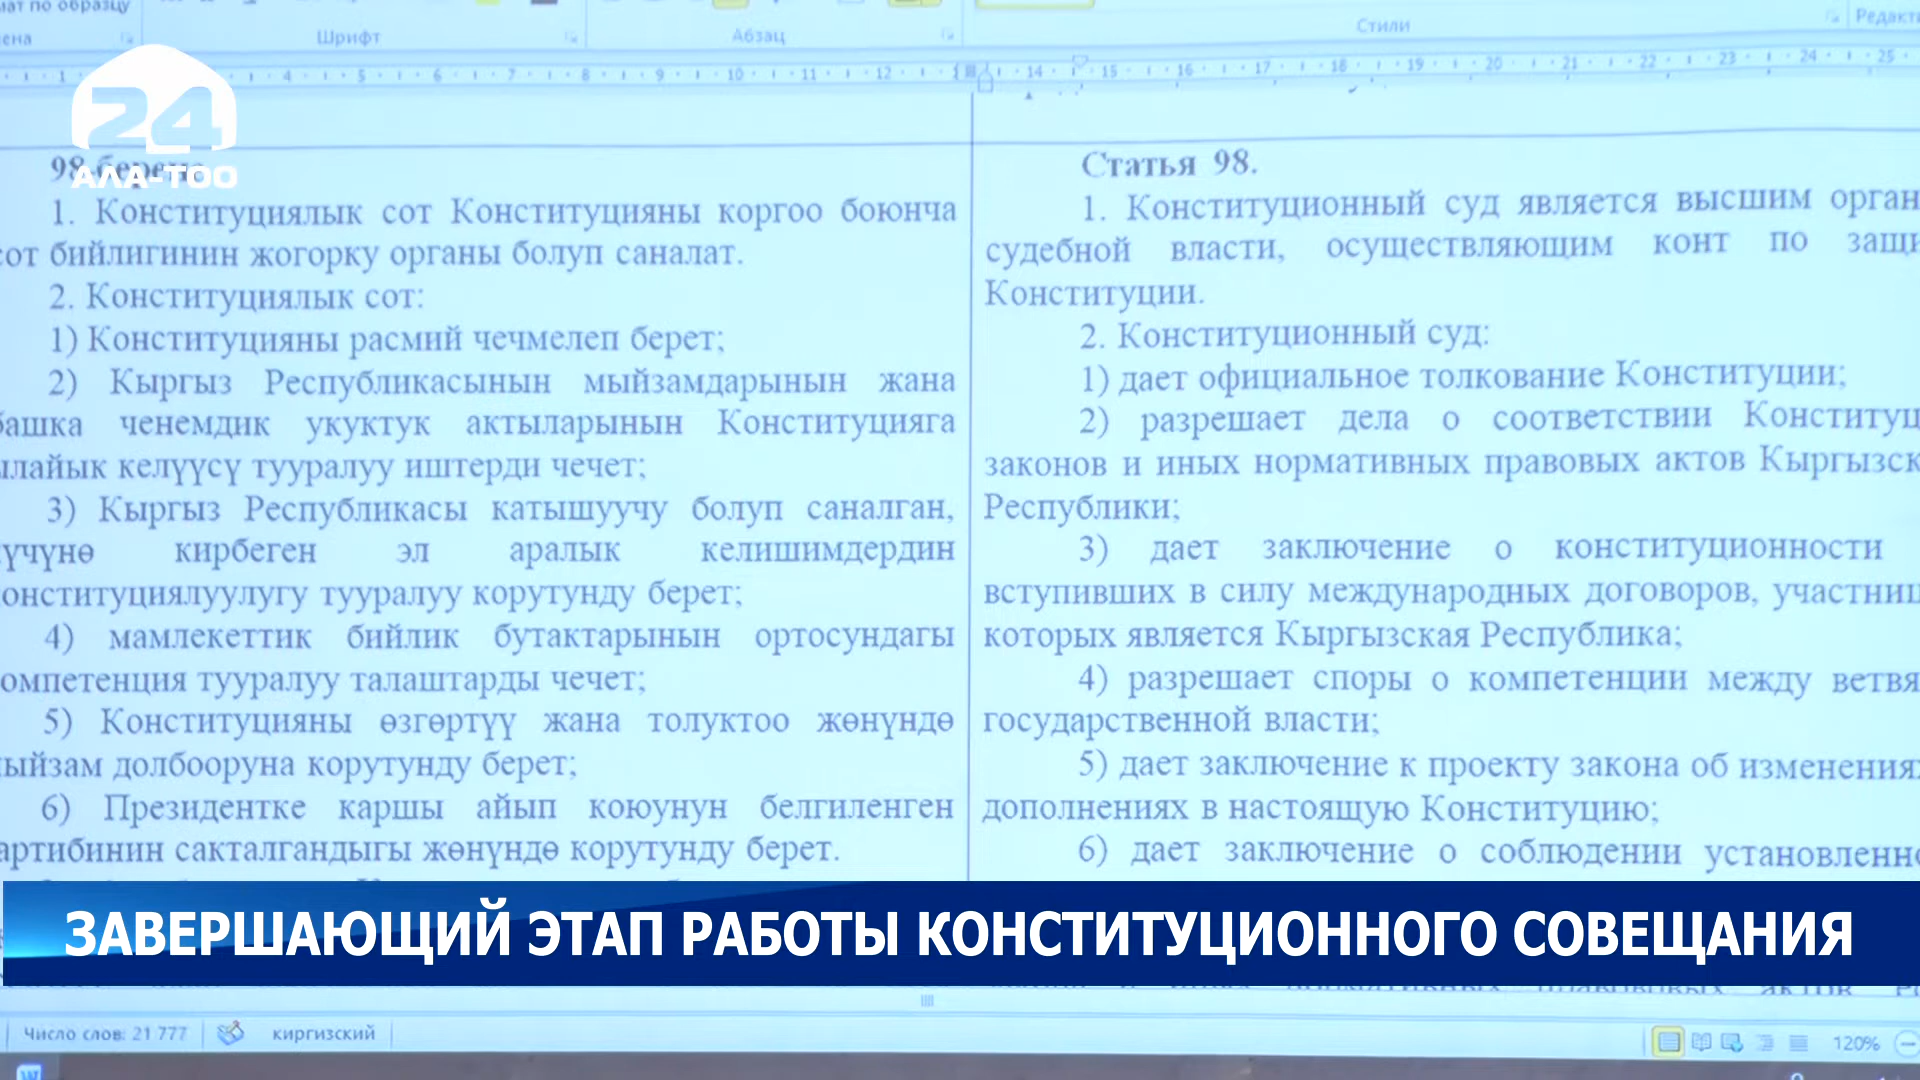 Шрифт
Абзац
Стили
24
АЛА-ТОО
98-берене
1. Конституциялык сот Конституцияны коргоо боюнча
сот бийлигинин жогорку органы болуп саналат.
2. Конституциялык сот:
1) Конституцияны расмий чечмелеп берет;
2) Кыргыз Республикасынын мыйзамдарынын жана
башка ченемдик укуктук актыларынын Конституцияга
ылайык келүүсү тууралуу иштерди чечет;
3) Кыргыз Республикасы катышуучу болуп саналган,
кирбеген эл аралык келишимдердин
тууралуу корутунду берет;
4) мамлекеттик бийлик бутактарынын ортосундагы
тууралуу талаштарды чечет;
5) Конституцияны өзгөртүү жана толуктоо жөнүндө
долбооруна корутунду берет;
6) Президентке каршы айып коюунун белгиленген
сакталгандыгы жөнүндө корутунду берет.
Статья 98.
1. Конституционный суд является высшим орган
судебной власти, осуществляющим конт по защи
Конституции.
2. Конституционный суд:
1) дает официальное толкование Конституции;
2) разрешает дела о соответствии Конституц
законов и иных нормативных правовых актов Кыргызск
Республики;
3) дает заключение о конституционности
вступивших в силу международных договоров, участниц
которых является Кыргызская Республика;
4) разрешает споры о компетенции между ветвя
государственной власти;
5) дает заключение к проекту закона об изменения
дополнениях в настоящую Конституцию;
6) дает заключение о соблюдении установленно
ЗАВЕРШАЮЩИЙ ЭТАП РАБОТЫ КОНСТИТУЦИОННОГО СОВЕЩАНИЯ
Число слов: 21 777
киргизский
120%